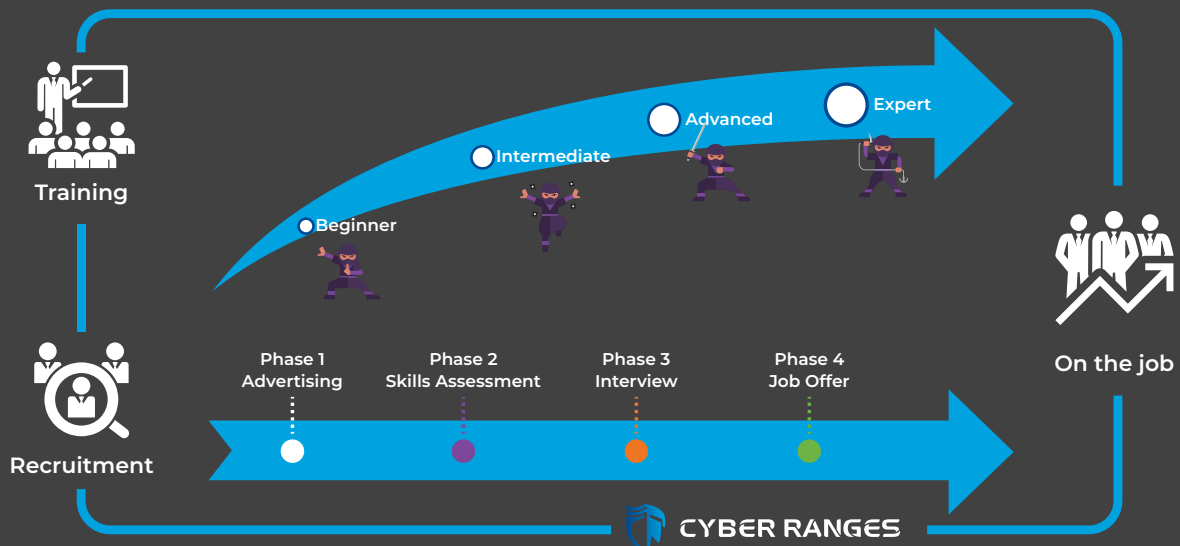 Training
Beginner
Intermediate
Advanced
Expert
Recruitment
Phase 1
Advertising
Phase 2
Skills Assessment
Phase 3
Interview
Phase 4
Job Offer
On the job
CYBER RANGES